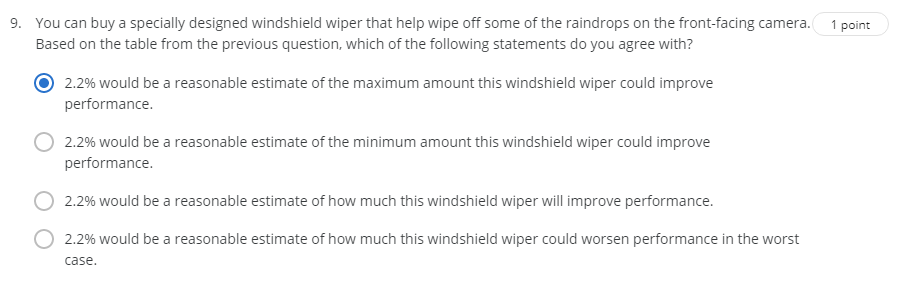 9. You can buy a specially designed windshield wiper that help wipe off some of the raindrops on the front-facing camera. 1 point
Based on the table from the previous question, which of the following statements do you agree with?
2.2% would be a reasonable estimate of the maximum amount this windshield wiper could improve
performance.
2.2% would be a reasonable estimate of the minimum amount this windshield wiper could improve
performance.
2.2% would be a reasonable estimate of how much this windshield wiper will improve performance.
2.2% would be a reasonable estimate of how much this windshield wiper could worsen performance in the worst
case.